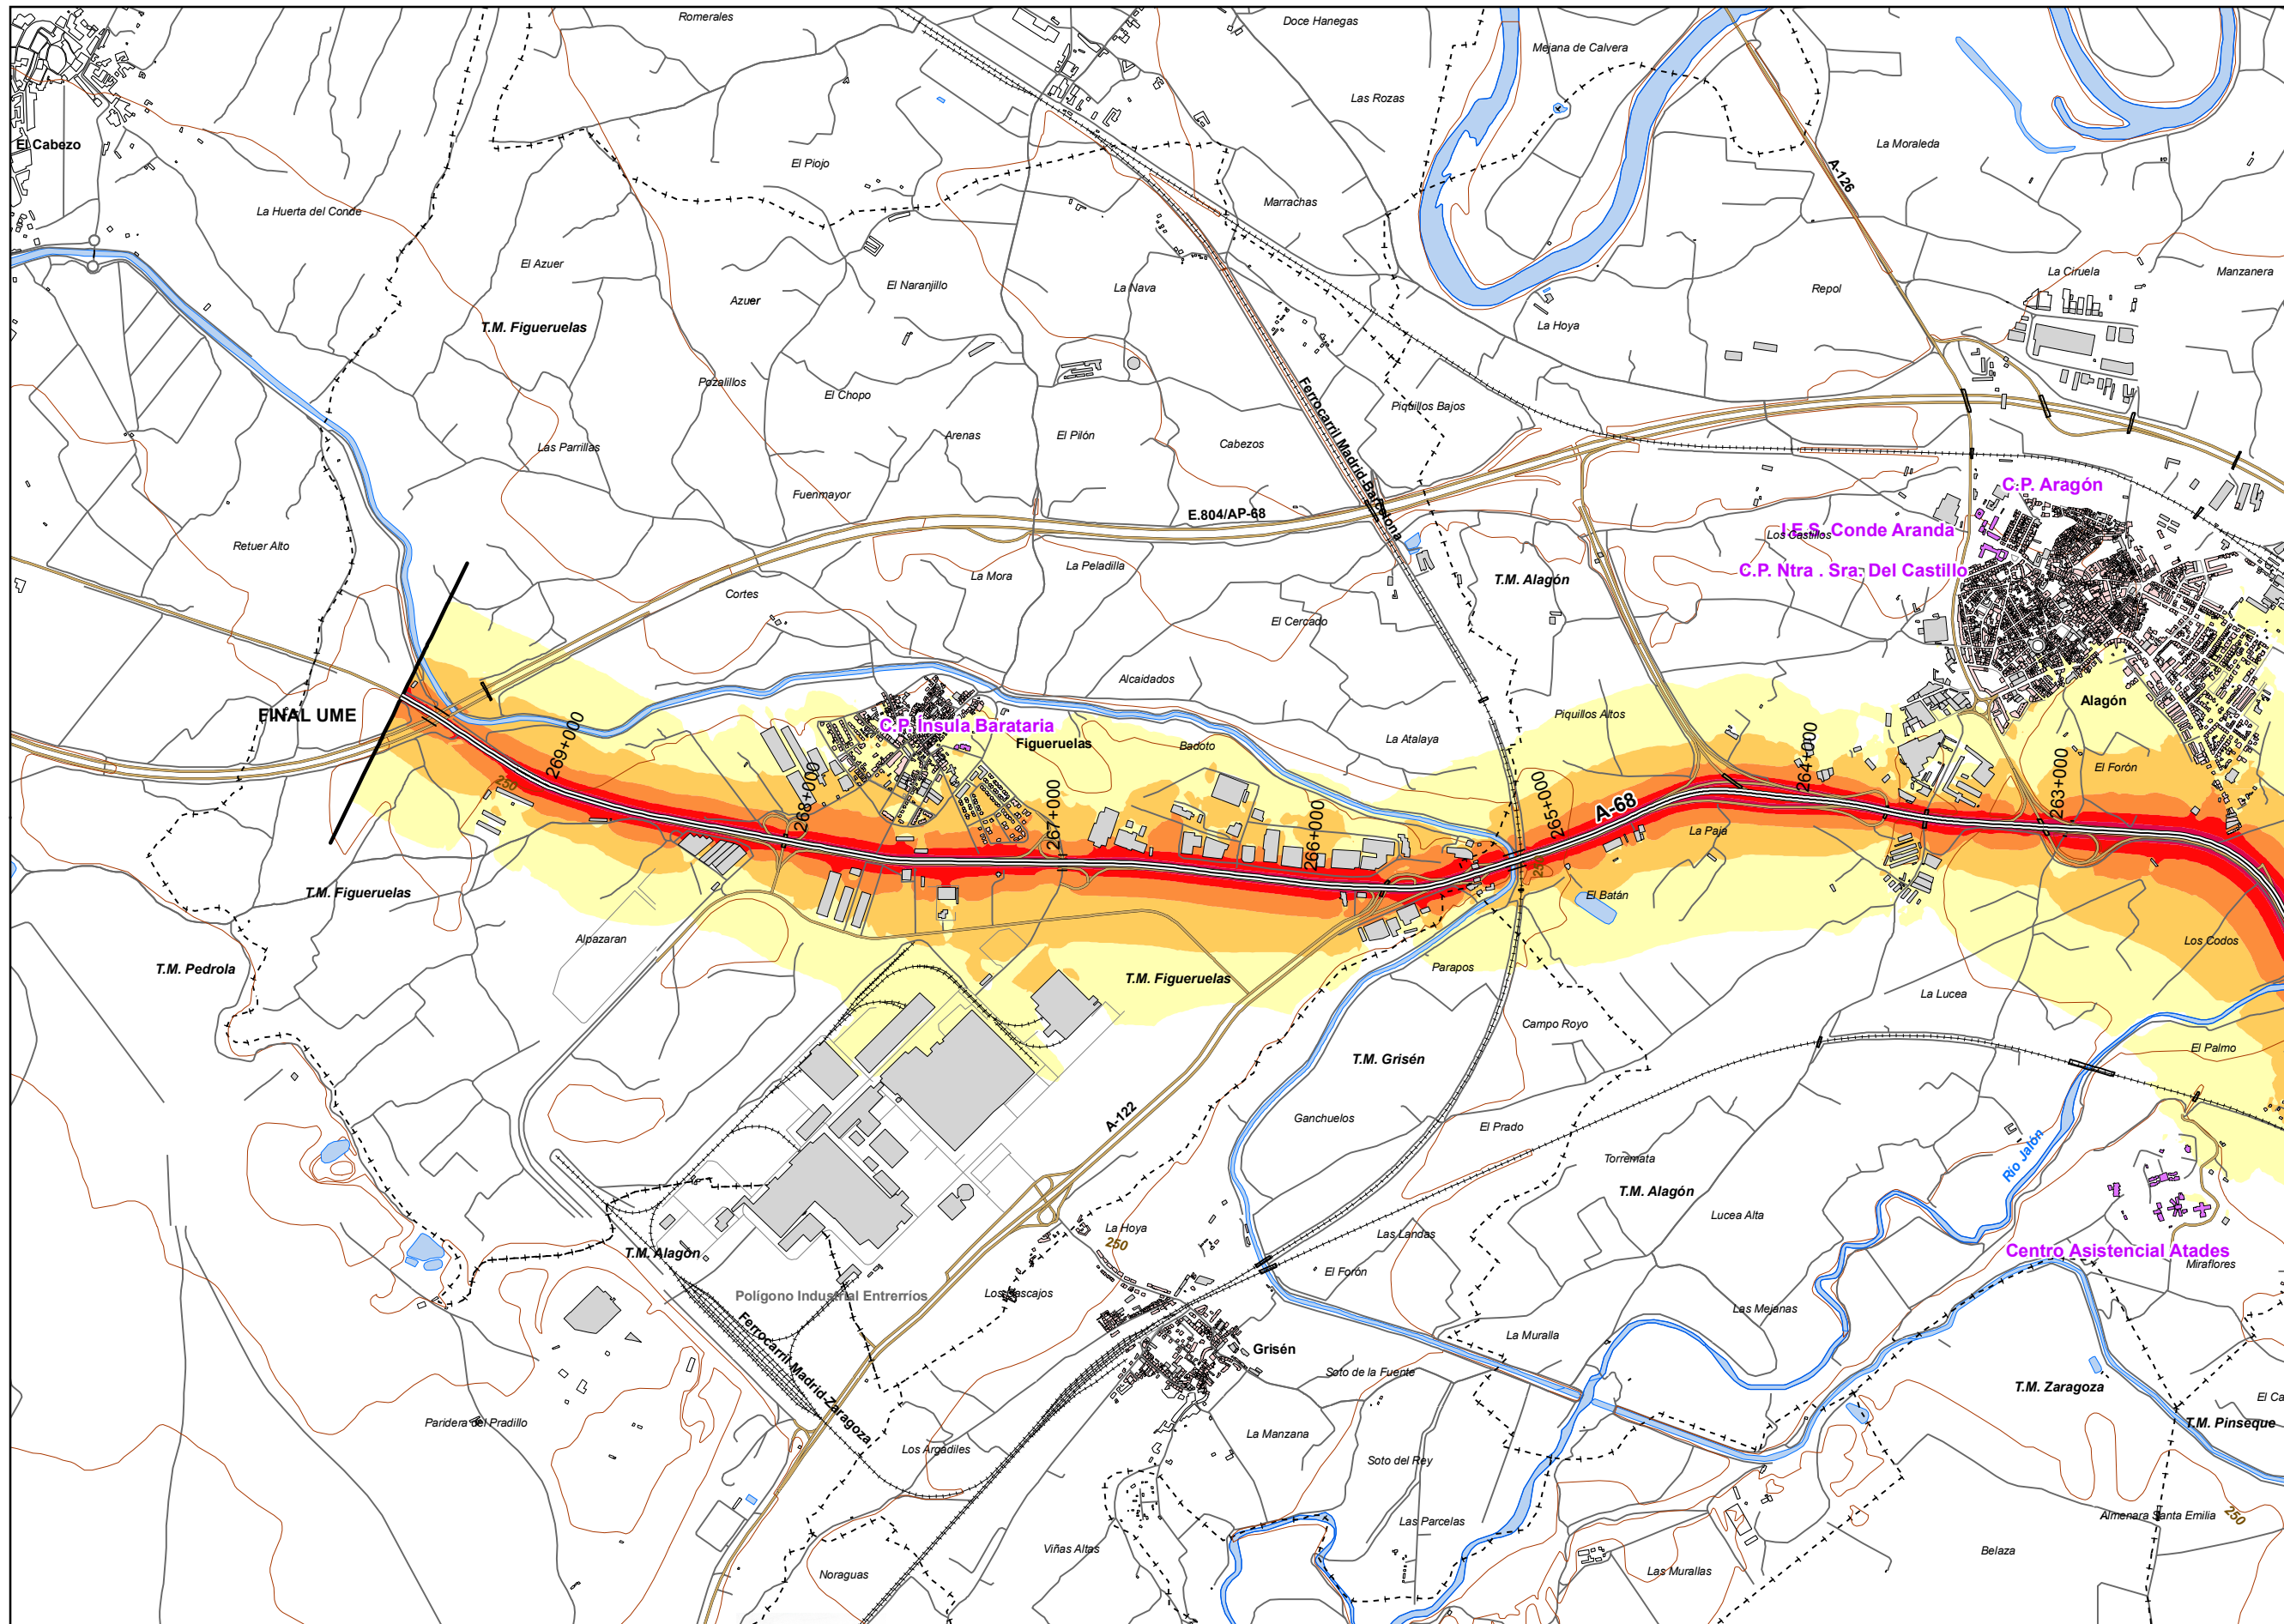 Romerales
Doce Hanegas
Mejana de Calvera
Las Rozas
El Cabezo
La Moraleda
El Piojo
A-126
Marrachas
La Huerta del Conde
El Azuer
La Ciruela
Manzanera
El Naranjillo
La Nava
Repol
Azuer
T.M. Figueruelas
La Hoya
Pozalillos
El Chopo
Ferrocarril Madrid-Barcelona
Piquillos Bajos
Arenas
El Pilón
Cabezos
Las Parrillas
C.P. Aragón
Fuenmayor
E.804/AP-68
I.E.S. Conde Aranda
Los Castillos
Retuer Alto
La Mora
La Peladilla
C.P. Ntra . Sra. Del Castillo
T.M. Alagón
Cortes
El Cercado
Alcaidados
Alagón
FINAL UME
C.P. Ínsula Barataria
Piquillos Altos
Figueruelas
Badoto
La Atalaya
269+000
268+000
267+000
266+000
265+000
264+000
263+000
El Forón
250
A-68
La Paja
El Batán
T.M. Figueruelas
Alpazaran
Los Codos
T.M. Pedrola
T.M. Figueruelas
Parapos
La Lucea
Campo Royo
El Palmo
T.M. Grisén
A-122
Ganchuelos
El Prado
Río Jalón
Torremata
T.M. Alagón
Lucea Alta
La Hoya
250
Las Landas
T.M. Alagón
Centro Asistencial Atades
Miraflores
El Forón
Polígono Industrial Entrerríos
Las Mejanas
Ferrocarril Madrid-Zaragoza
La Muralla
Grisén
Soto de la Fuente
T.M. Zaragoza
El Ca
T.M. Pinseque
Paridera del Pradillo
La Manzana
Los Argadiles
Soto del Rey
Las Parcelas
Almenara Santa Emilia
250
Viñas Altas
Belaza
Noraguas
Las Murallas